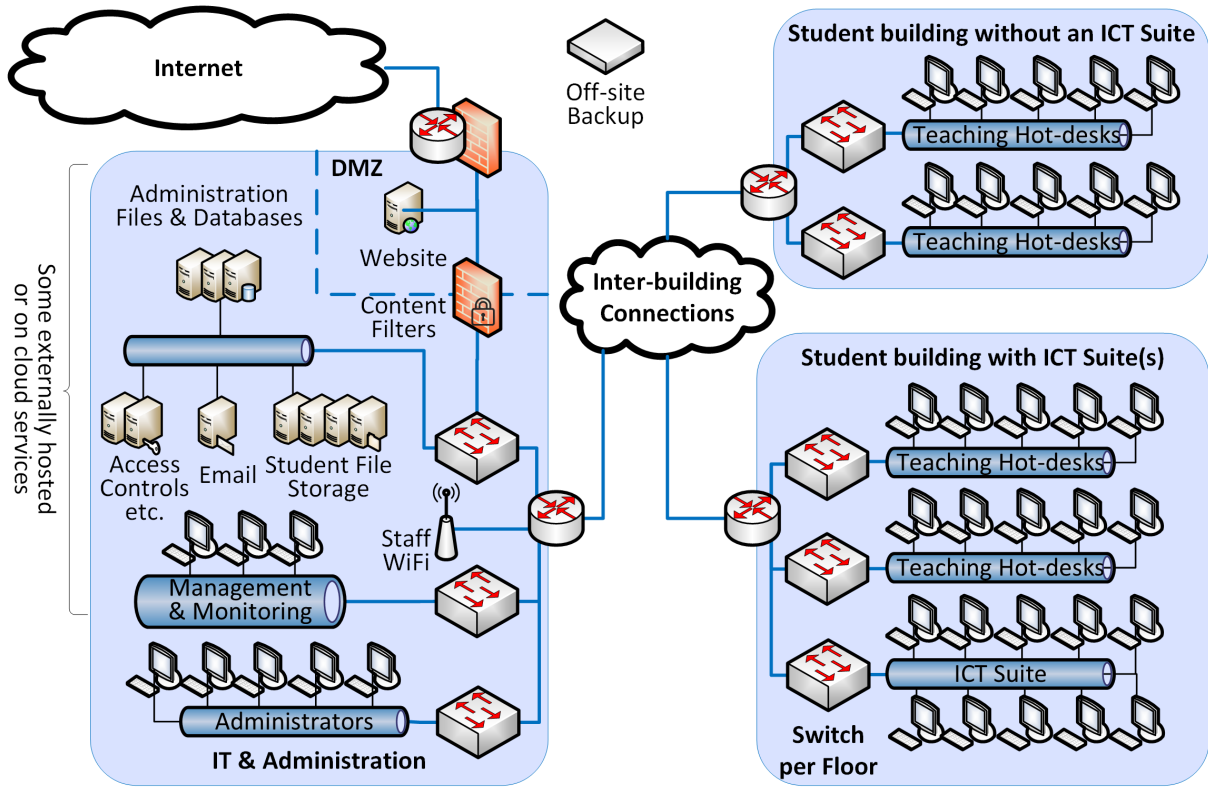 Internet
Off-site
Backup
Student building without an ICT Suite
Teaching Hot-desks
Teaching Hot-desks
DMZ
Administration
Files & Databases
Website
Content
Filters
Some externally hosted
or on cloud services
Inter-building
Connections
Access
Controls
etc.
Email
Student File
Storage
Staff
WiFi
Management
& Monitoring
Administrators
IT & Administration
Student building with ICT Suite(s)
Teaching Hot-desks
Teaching Hot-desks
ICT Suite
Switch
per Floor